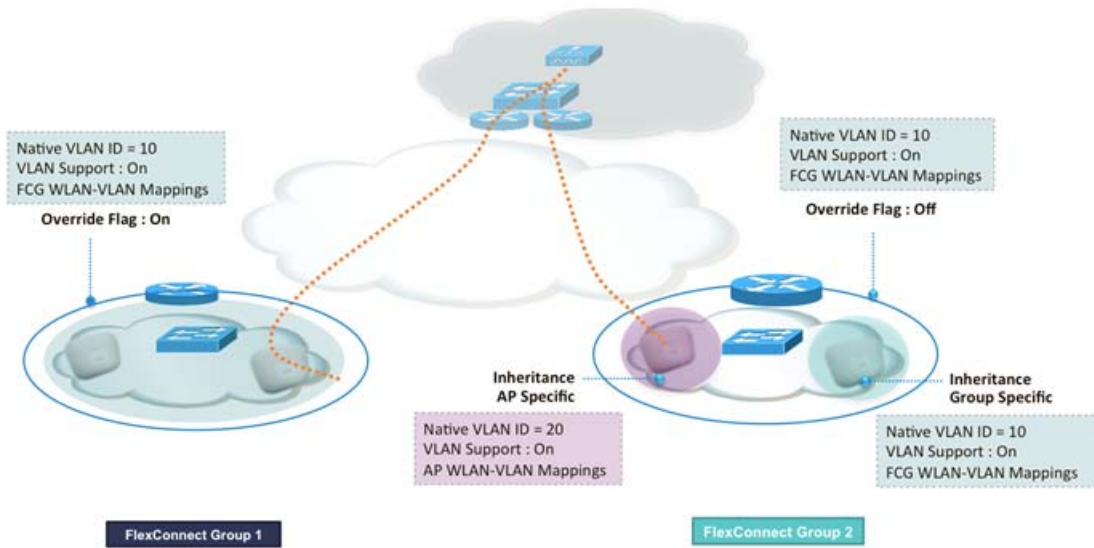 Native VLAN ID = 10
VLAN Support : On
FCG WLAN-VLAN Mappings
Override Flag : On
Native VLAN ID = 10
VLAN Support : On
FCG WLAN-VLAN Mappings
Override Flag : Off
Inheritance
AP Specific
Native VLAN ID = 20
VLAN Support : On
AP WLAN-VLAN Mappings
Inheritance
Group Specific
Native VLAN ID = 10
VLAN Support : On
FCG WLAN-VLAN Mappings
FlexConnect Group 1
FlexConnect Group 2